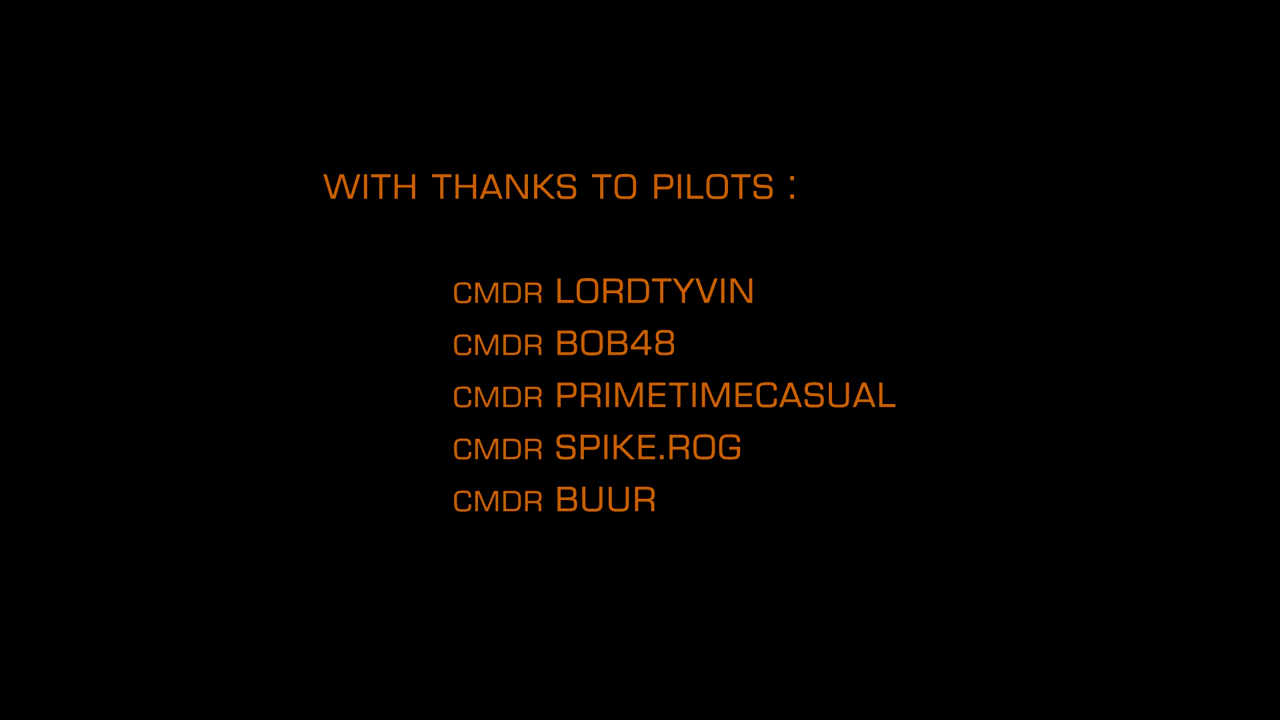 WITH THANKS TO PILOTS :
CMDR LORDTYVIN
CMDR BOB48
CMDR PRIMETIMECASUAL
CMDR SPIKE.ROG
CMDR BUUR